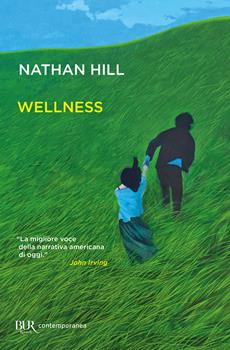 NATHAN HILL
WELLNESS
"La migliore voce
della narrativa americana
di oggi."
John Irving
BUR contemporanea